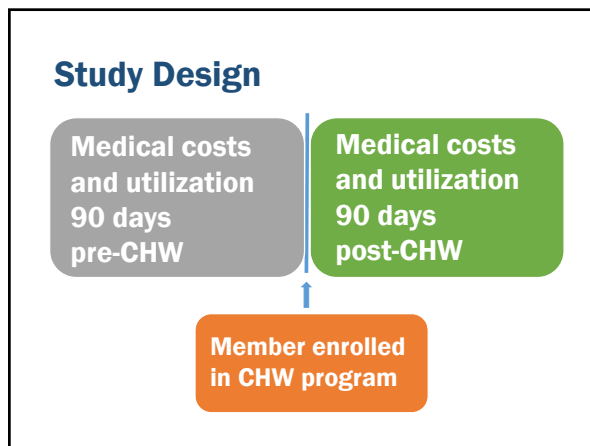 Study Design
Medical costs
and utilization
90 days
pre-CHW
Medical costs
and utilization
90 days
post-CHW
Member enrolled
in CHW program